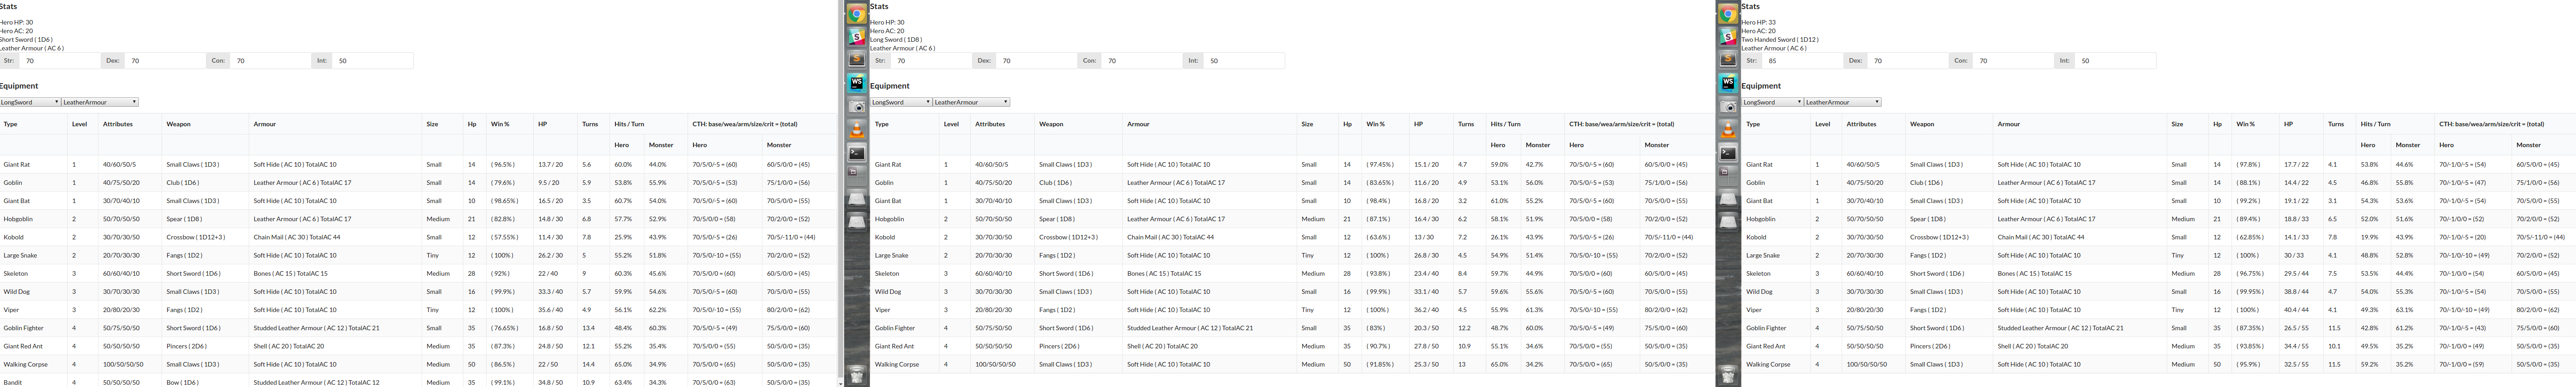 Stats
Hero HP: 30
Hero AC: 20
Short Sword ( 1D6 )
Leather Armour ( AC 6 )
Str: 70 Dex: 70 Con: 70 Int: 50
Equipment
LongSword LeatherArmour
Type Level Attributes Weapon Armour Size Hp Win % HP Turns Hits / Turn CTH: base/wea/arm/size/crit = (total)
Hero Monster Hero Monster
Giant Rat 1 40/60/50/5 Small Claws ( 1D3 ) Soft Hide ( AC 10 ) TotalAC 10 Small 14 ( 96.5% ) 13.7 / 20 5.6 60.0% 44.0% 70/5/0/-5 = (60) 60/5/0/0 = (45)
Goblin 1 40/75/50/20 Club ( 1D6 ) Leather Armour ( AC 6 ) TotalAC 17 Small 14 ( 79.6% ) 9.5 / 20 5.9 53.8% 55.9% 70/5/0/-5 = (53) 75/1/0/0 = (56)
Giant Bat 1 30/70/40/10 Small Claws ( 1D3 ) Soft Hide ( AC 10 ) TotalAC 10 Small 10 ( 98.65% ) 16.5 / 20 3.5 60.7% 54.0% 70/5/0/-5 = (60) 70/5/0/0 = (55)
Hobgoblin 2 50/70/50/50 Spear ( 1D8 ) Leather Armour ( AC 6 ) TotalAC 17 Medium 21 ( 82.8% ) 14.8 / 30 6.8 57.7% 52.9% 70/5/0/0 = (58) 70/2/0/0 = (52)
Kobold 2 30/70/30/50 Crossbow ( 1D12+3 ) Chain Mail ( AC 30 ) TotalAC 44 Small 12 ( 57.55% ) 11.4 / 30 7.8 25.9% 43.9% 70/5/0/-5 = (26) 70/5/-11/0 = (44)
Large Snake 2 20/70/30/30 Fangs ( 1D2 ) Soft Hide ( AC 10 ) TotalAC 10 Tiny 12 ( 100% ) 26.2 / 30 5 55.2% 51.8% 70/5/0/-10 = (55) 70/2/0/0 = (52)
Skeleton 3 60/60/40/10 Short Sword ( 1D6 ) Bones ( AC 15 ) TotalAC 15 Medium 28 ( 92% ) 22 / 40 9 60.3% 45.6% 70/5/0/0 = (60) 60/5/0/0 = (45)
Wild Dog 3 30/70/30/30 Small Claws ( 1D3 ) Soft Hide ( AC 10 ) TotalAC 10 Small 16 ( 99.9% ) 33.3 / 40 5.7 59.9% 54.6% 70/5/0/-5 = (60) 70/5/0/0 = (55)
Viper 3 20/80/20/30 Fangs ( 1D2 ) Soft Hide ( AC 10 ) TotalAC 10 Tiny 12 ( 100% ) 35.6 / 40 4.9 56.1% 62.2% 70/5/0/-10 = (55) 80/2/0/0 = (62)
Goblin Fighter 4 50/75/50/50 Short Sword ( 1D6 ) Studded Leather Armour ( AC 12 ) TotalAC 21 Small 35 ( 76.65% ) 16.8 / 50 13.4 48.4% 60.3% 70/5/0/-5 = (49) 75/5/0/0 = (60)
Giant Red Ant 4 50/50/50/50 Pincers ( 2D6 ) Shell ( AC 20 ) TotalAC 20 Medium 35 ( 87.3% ) 24.8 / 50 12.1 55.2% 35.4% 70/5/0/0 = (55) 50/5/0/0 = (35)
Walking Corpse 4 100/50/50/50 Small Claws ( 1D3 ) Soft Hide ( AC 10 ) TotalAC 10 Medium 50 ( 86.5% ) 22 / 50 14.4 65.0% 34.9% 70/5/0/0 = (65) 50/5/0/0 = (35)
Bandit 4 50/50/50/50 Bow ( 1D6 ) Studded Leather Armour ( AC 12 ) TotalAC 12 Medium 35 ( 99.1% ) 34.8 / 50 10.9 63.4% 34.3% 70/5/0/0 = (63) 50/5/0/0 = (35)
WS
Stats
Hero HP: 30
Hero AC: 20
Long Sword ( 1D8 )
Leather Armour ( AC 6 )
Str: 70 Dex: 70 Con: 70 Int: 50
Equipment
LongSword LeatherArmour
Type Level Attributes Weapon Armour Size Hp Win % HP Turns Hits / Turn CTH: base/wea/arm/size/crit = (total)
Hero Monster Hero Monster
Giant Rat 1 40/60/50/5 Small Claws ( 1D3 ) Soft Hide ( AC 10 ) TotalAC 10 Small 14 ( 97.45% ) 15.1 / 20 4.7 59.0% 42.7% 70/5/0/-5 = (60) 60/5/0/0 = (45)
Goblin 1 40/75/50/20 Club ( 1D6 ) Leather Armour ( AC 6 ) TotalAC 17 Small 14 ( 83.65% ) 11.6 / 20 4.9 53.1% 56.0% 70/5/0/-5 = (53) 75/1/0/0 = (56)
Giant Bat 1 30/70/40/10 Small Claws ( 1D3 ) Soft Hide ( AC 10 ) TotalAC 10 Small 10 ( 98.4% ) 16.8 / 20 3.2 61.0% 55.2% 70/5/0/-5 = (60) 70/5/0/0 = (55)
Hobgoblin 2 50/70/50/50 Spear ( 1D8 ) Leather Armour ( AC 6 ) TotalAC 17 Medium 21 ( 87.1% ) 16.4 / 30 6.2 58.1% 51.9% 70/5/0/0 = (58) 70/2/0/0 = (52)
Kobold 2 30/70/30/50 Crossbow ( 1D12+3 ) Chain Mail ( AC 30 ) TotalAC 44 Small 12 ( 63.6% ) 13 / 30 7.2 26.1% 43.9% 70/5/0/-5 = (26) 70/5/-11/0 = (44)
Large Snake 2 20/70/30/30 Fangs ( 1D2 ) Soft Hide ( AC 10 ) TotalAC 10 Tiny 12 ( 100% ) 26.8 / 30 4.5 54.9% 51.4% 70/5/0/-10 = (55) 70/2/0/0 = (52)
Skeleton 3 60/60/40/10 Short Sword ( 1D6 ) Bones ( AC 15 ) TotalAC 15 Medium 28 ( 93.8% ) 23.4 / 40 8.4 59.7% 44.9% 70/5/0/0 = (60) 60/5/0/0 = (45)
Wild Dog 3 30/70/30/30 Small Claws ( 1D3 ) Soft Hide ( AC 10 ) TotalAC 10 Small 16 ( 99.9% ) 33.1 / 40 5.7 59.6% 55.6% 70/5/0/-5 = (60) 70/5/0/0 = (55)
Viper 3 20/80/20/30 Fangs ( 1D2 ) Soft Hide ( AC 10 ) TotalAC 10 Tiny 12 ( 100% ) 36.2 / 40 4.5 55.9% 61.3% 70/5/0/-10 = (55) 80/2/0/0 = (62)
Goblin Fighter 4 50/75/50/50 Short Sword ( 1D6 ) Studded Leather Armour ( AC 12 ) TotalAC 21 Small 35 ( 83% ) 20.3 / 50 12.2 48.7% 60.0% 70/5/0/-5 = (49) 75/5/0/0 = (60)
Giant Red Ant 4 50/50/50/50 Pincers ( 2D6 ) Shell ( AC 20 ) TotalAC 20 Medium 35 ( 90.7% ) 27.8 / 50 10.9 55.1% 34.6% 70/5/0/0 = (55) 50/5/0/0 = (35)
Walking Corpse 4 100/50/50/50 Small Claws ( 1D3 ) Soft Hide ( AC 10 ) TotalAC 10 Medium 50 ( 91.85% ) 25.3 / 50 13 65.0% 34.2% 70/5/0/0 = (65) 50/5/0/0 = (35)
WS
Stats
Hero HP: 33
Hero AC: 20
Two Handed Sword ( 1D12 )
Leather Armour ( AC 6 )
Str: 85 Dex: 70 Con: 70 Int: 50
Equipment
LongSword LeatherArmour
Type Level Attributes Weapon Armour Size Hp Win % HP Turns Hits / Turn CTH: base/wea/arm/size/crit = (total)
Hero Monster Hero Monster
Giant Rat 1 40/60/50/5 Small Claws ( 1D3 ) Soft Hide ( AC 10 ) TotalAC 10 Small 14 ( 97.8% ) 17.7 / 22 4.1 53.8% 44.6% 70/-1/0/-5 = (54) 60/5/0/0 = (45)
Goblin 1 40/75/50/20 Club ( 1D6 ) Leather Armour ( AC 6 ) TotalAC 17 Small 14 ( 88.1% ) 14.4 / 22 4.5 46.8% 55.8% 70/-1/0/-5 = (47) 75/1/0/0 = (56)
Giant Bat 1 30/70/40/10 Small Claws ( 1D3 ) Soft Hide ( AC 10 ) TotalAC 10 Small 10 ( 99.2% ) 19.1 / 22 3.1 54.3% 53.6% 70/-1/0/-5 = (54) 70/5/0/0 = (55)
Hobgoblin 2 50/70/50/50 Spear ( 1D8 ) Leather Armour ( AC 6 ) TotalAC 17 Medium 21 ( 89.4% ) 18.8 / 33 6.5 52.0% 51.6% 70/-1/0/0 = (52) 70/2/0/0 = (52)
Kobold 2 30/70/30/50 Crossbow ( 1D12+3 ) Chain Mail ( AC 30 ) TotalAC 44 Small 12 ( 62.85% ) 14.1 / 33 7.8 19.9% 43.9% 70/-1/0/-5 = (20) 70/5/-11/0 = (44)
Large Snake 2 20/70/30/30 Fangs ( 1D2 ) Soft Hide ( AC 10 ) TotalAC 10 Tiny 12 ( 100% ) 30 / 33 4.1 48.8% 52.8% 70/-1/0/-10 = (49) 70/2/0/0 = (52)
Skeleton 3 60/60/40/10 Short Sword ( 1D6 ) Bones ( AC 15 ) TotalAC 15 Medium 28 ( 96.75% ) 29.5 / 44 7.5 53.5% 44.4% 70/-1/0/0 = (54) 60/5/0/0 = (45)
Wild Dog 3 30/70/30/30 Small Claws ( 1D3 ) Soft Hide ( AC 10 ) TotalAC 10 Small 16 ( 99.95% ) 38.8 / 44 4.7 54.0% 55.3% 70/-1/0/-5 = (54) 70/5/0/0 = (55)
Viper 3 20/80/20/30 Fangs ( 1D2 ) Soft Hide ( AC 10 ) TotalAC 10 Tiny 12 ( 100% ) 40.4 / 44 4.1 49.3% 63.1% 70/-1/0/-10 = (49) 80/2/0/0 = (62)
Goblin Fighter 4 50/75/50/50 Short Sword ( 1D6 ) Studded Leather Armour ( AC 12 ) TotalAC 21 Small 35 ( 87.35% ) 26.5 / 55 11.5 42.8% 61.2% 70/-1/0/-5 = (43) 75/5/0/0 = (60)
Giant Red Ant 4 50/50/50/50 Pincers ( 2D6 ) Shell ( AC 20 ) TotalAC 20 Medium 35 ( 93.85% ) 34.4 / 55 10.1 49.5% 35.2% 70/-1/0/0 = (49) 50/5/0/0 = (35)
Walking Corpse 4 100/50/50/50 Small Claws ( 1D3 ) Soft Hide ( AC 10 ) TotalAC 10 Medium 50 ( 95.9% ) 32.5 / 55 11.5 59.2% 35.2% 70/-1/0/0 = (59) 50/5/0/0 = (35)